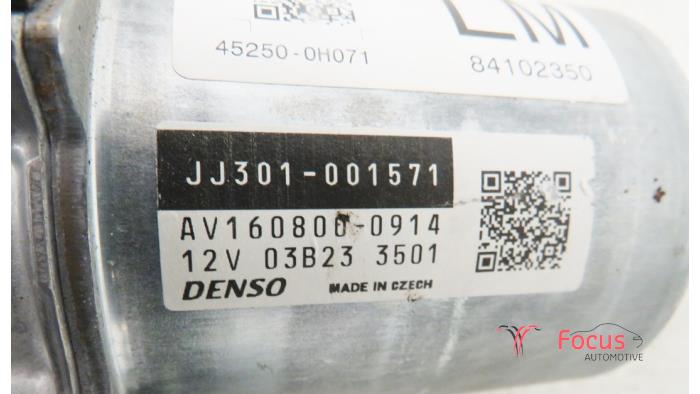 LM
45250-0H071
84102350
JJ301-001571
AV160800-0914
12V 03B23 3501
DENSO MADE IN CZECH
Focus
AUTOMOTIVE